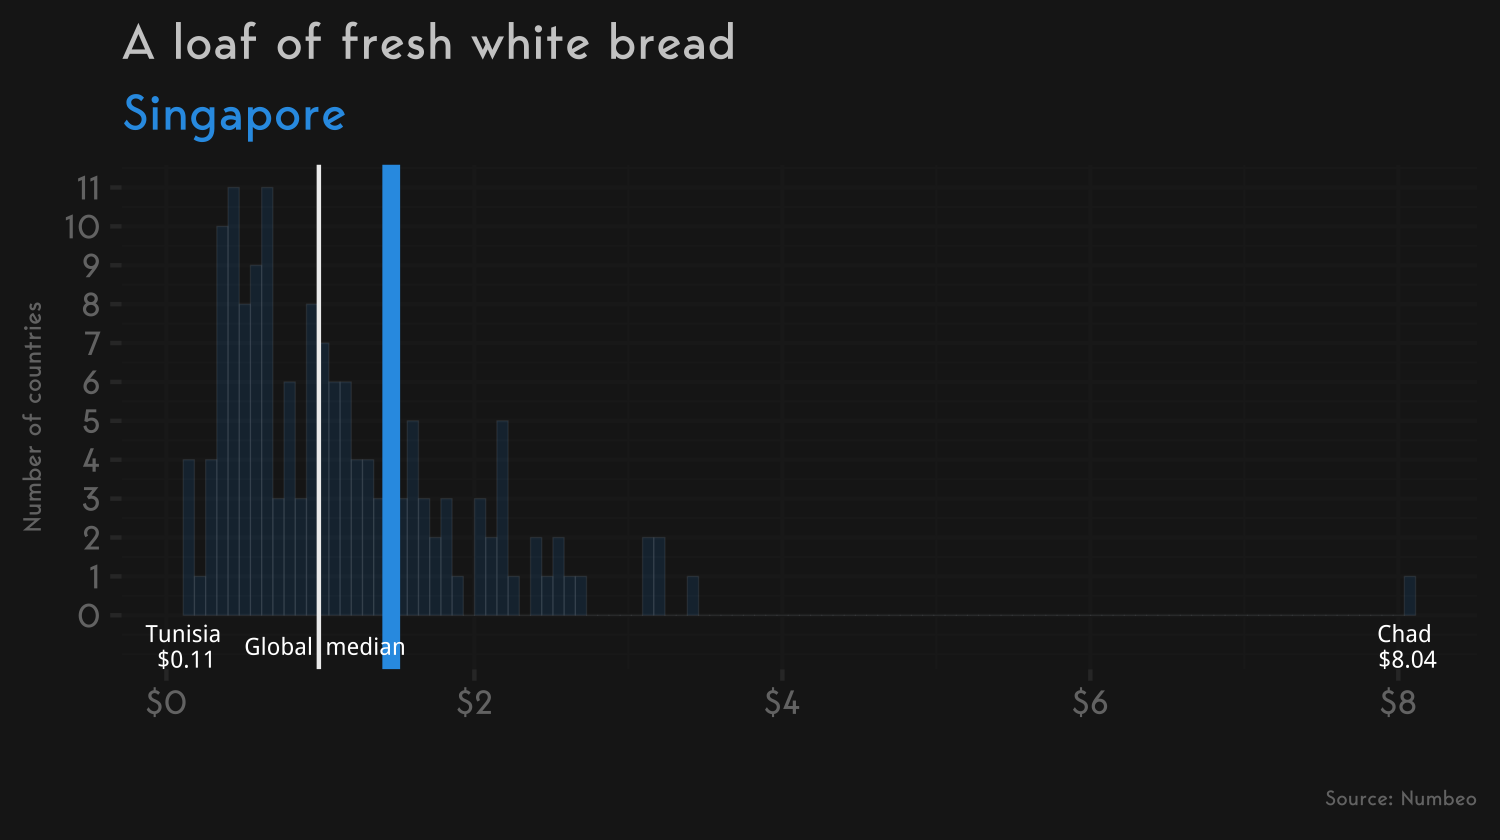 A loaf of fresh white bread
Singapore
Number of countries
11
10
9
8
7
6
5
4
3
2
1
0
Tunisia
$0.11
Global median
Chad
$8.04
$0 $2 $4 $6 $8
Source: Numbeo